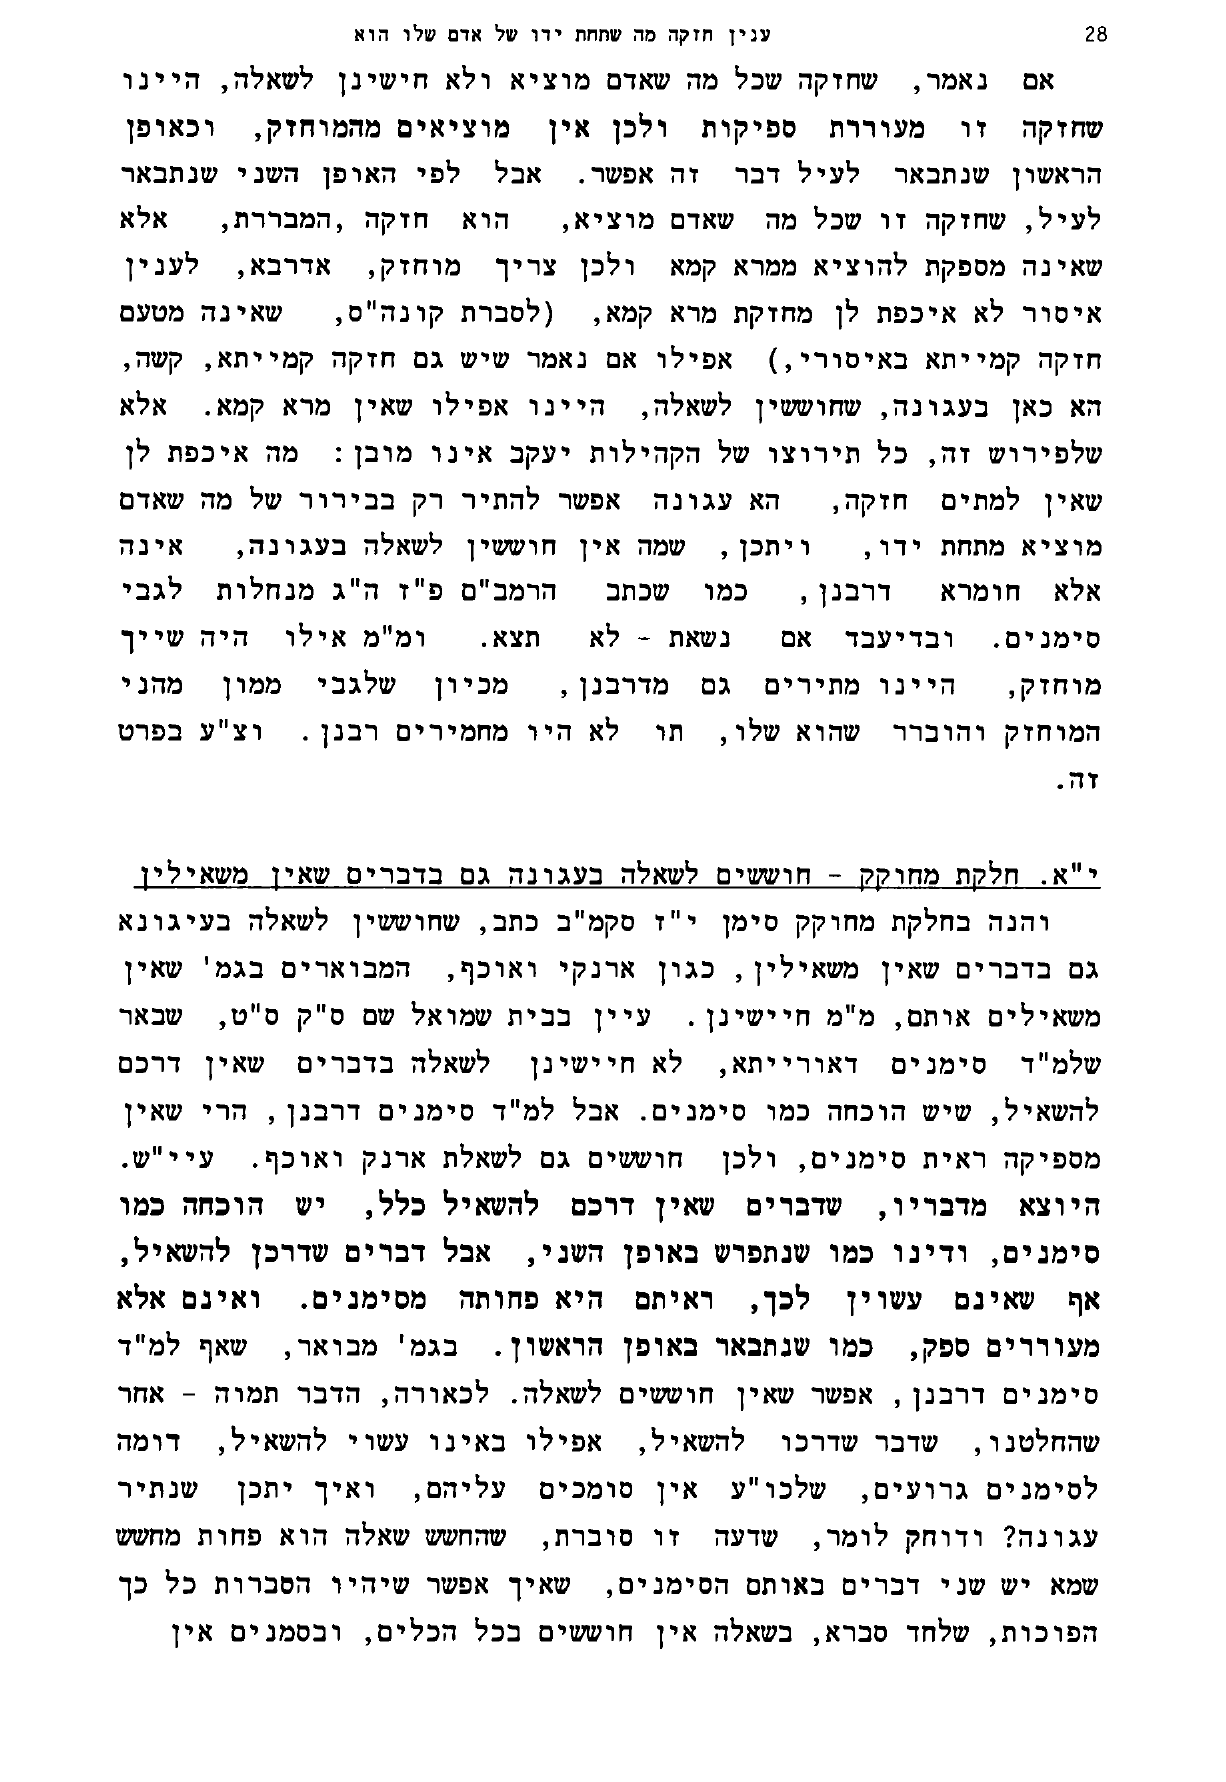 28 ענין חזקה מה שתחת ידו של אדם שלו הוא
אם נאמר, שחזקה שכל מה שאדם מוציא ולא חישינן לשאלה, היינו
שחזקה זו מעוררת ספיקות ולכן אין מוציאים מהמוחזק, וכאופן
הראשון שנתבאר לעיל דבר זה אפשר. אבל לפי האופן השני שנתבאר
לעיל, שחזקה זו שכל מה שאדם מוציא, הוא חזקה ,המבררת, אלא
שאינה מספקת להוציא ממרא קמא ולכן צריך מוחזק, אדרבא, לענין
איסור לא איכפת לן מחזקת מרא קמא, (לסברת קונה"ס, שאינה מטעם
חזקה קמייתא באיסורי,) אפילו אם נאמר שיש גם חזקה קמייתא, קשה,
הא כאן בעגונה, שחוששין לשאלה, היינו אפילו שאין מרא קמא. אלא
שלפירוש זה, כל תירוצו של הקהילות יעקב אינו מובן: מה איכפת לן
שאין למתים חזקה, הא עגונה אפשר להתיר רק בבירור של מה שאדם
מוציא מתחת ידו, ויתכן, שמה אין חוששין לשאלה בעגונה, אינה
אלא חומרא דרבנן, כמו שכתב הרמב"ם פ"ז ה"ג מנחלות לגבי
סימנים. ובדיעבד אם נשאת - לא תצא. ומ"מ אילו היה שייך
מוחזק, היינו מתירים גם מדרבנן, מכיון שלגבי ממון מהני
המוחזק והוברר שהוא שלו, תו לא היו מחמירים רבנן. וצ"ע בפרט
זה.
י"א. חלקת מחוקק - חוששים לשאלה בעגונה גם בדברים שאין משאילין
והנה בחלקת מחוקק סימן י"ז סקמ"ב כתב, שחוששין לשאלה בעיגונא
גם בדברים שאין משאילין, כגון ארנקי ואוכף, המבוארים בגמ' שאין
משאילים אותם, מ"מ חיישינן. עיין בבית שמואל שם ס"ק ס"ט, שבאר
שלמ"ד סימנים דאורייתא, לא חיישינן לשאלה בדברים שאין דרכם
להשאיל, שיש הוכחה כמו סימנים. אבל למ"ד סימנים דרבנן, הרי שאין
מספיקה ראית סימנים, ולכן חוששים גם לשאלת ארנק ואוכף. עיי"ש.
היוצא מדבריו, שדברים שאין דרכם להשאיל כלל, יש הוכחה כמו
סימנים, ודינו כמו שנתפרש באופן השני, אבל דברים שדרכן להשאיל,
אף שאינם עשוין לכך, ראיתם היא פחותה מסימנים. ואינם אלא
מעוררים ספק, כמו שנתבאר באופן הראשון. בגמ' מבואר, שאף למ"ד
סימנים דרבנן, אפשר שאין חוששים לשאלה. לכאורה, הדבר תמוה - אחר
שהחלטנו, שדבר שדרכו להשאיל, אפילו באינו עשוי להשאיל, דומה
לסימנים גרועים, שלכו"ע אין סומכים עליהם, ואיך יתכן שנתיר
עגונה? ודוחק לומר, שדעה זו סוברת, שהחשש שאלה הוא פחות מחשש
שמא יש שני דברים באותם הסימנים, שאיך אפשר שיהיו הסברות כל כך
הפוכות, שלחד סברא, בשאלה אין חוששים בכל הכלים, ובסמנים אין